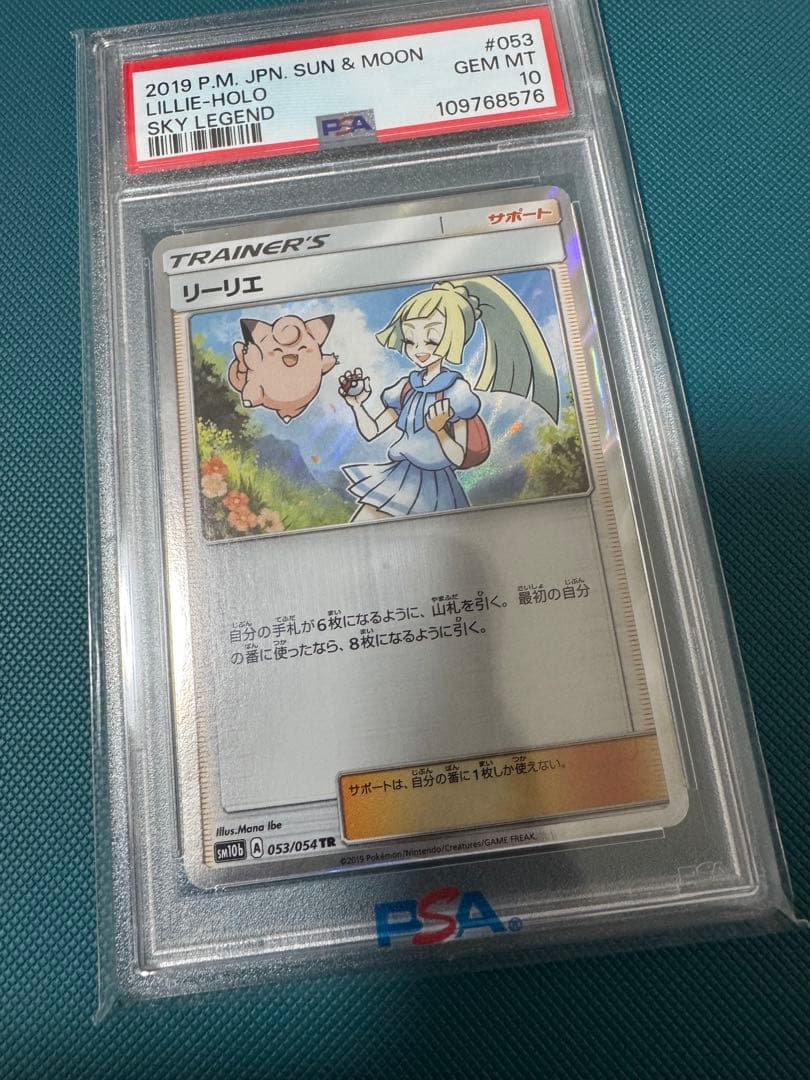 2019 P.M. JPN. SUN & MOON #053
LILLIE-HOLO GEM MT
SKY LEGEND 10
109768576
PSA
TRAINER'S サポート
リーリエ
自分の手札が6枚になるように、山札を引く。最初の自分
の番に使ったなら、8枚になるように引く。
サポートは、自分の番に1枚しか使えない。
Illus.Mana Ibe
sm10b A 053/054 TR
©2019 Pokémon/Nintendo/Creatures/GAME FREAK.
PSA
PSA®